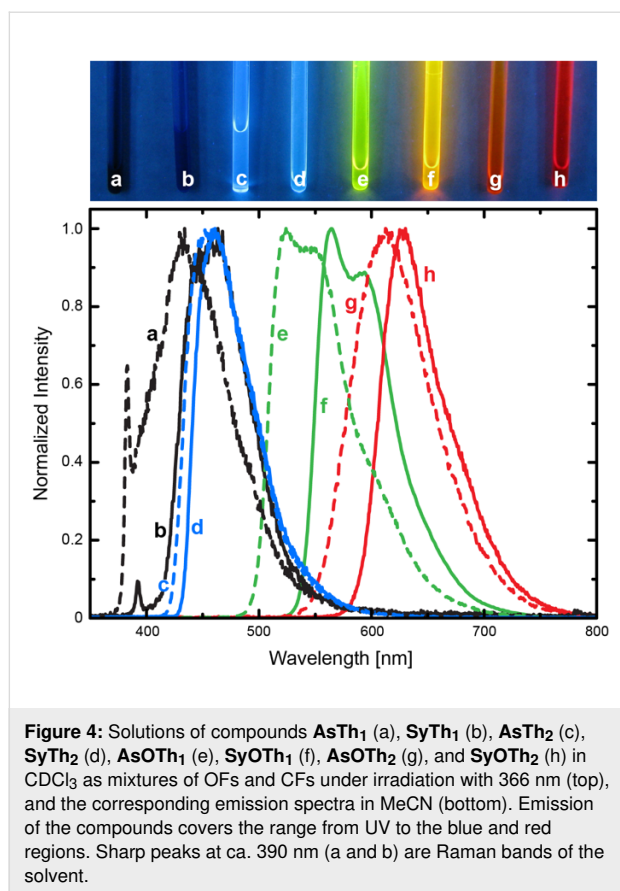 a b c d e f g h
1.0
0.8
0.6
0.4
0.2
0
Normalized Intensity
a
b
c
d
e
f
g
h
400 500 600 700 800
Wavelength [nm]
Figure 4: Solutions of compounds AsTh₁ (a), SyTh₁ (b), AsTh₂ (c),
SyTh₂ (d), AsOTh₁ (e), SyOTh₁ (f), AsOTh₂ (g), and SyOTh₂ (h) in
CDCl₃ as mixtures of OFs and CFs under irradiation with 366 nm (top),
and the corresponding emission spectra in MeCN (bottom). Emission
of the compounds covers the range from UV to the blue and red
regions. Sharp peaks at ca. 390 nm (a and b) are Raman bands of the
solvent.